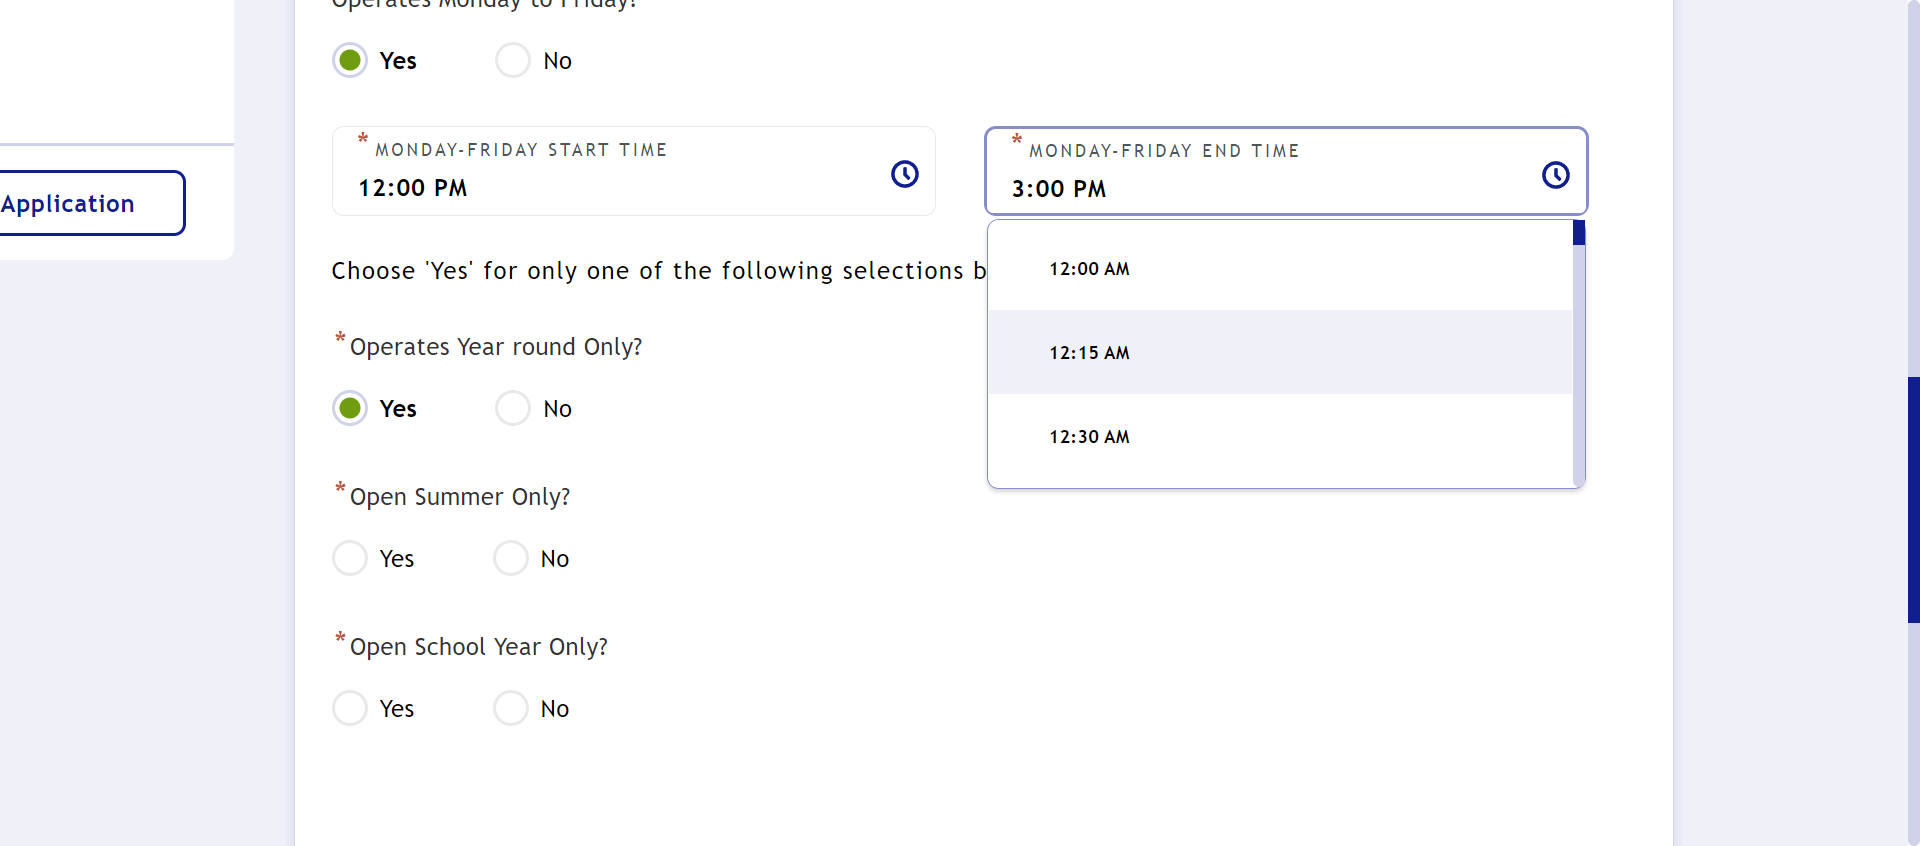 Operates Monday to Friday?
Yes
No
* MONDAY-FRIDAY START TIME
12:00 PM
* MONDAY-FRIDAY END TIME
3:00 PM
Application
12:00 AM
Choose 'Yes' for only one of the following selections b
*Operates Year round Only?
12:15 AM
Yes
No
12:30 AM
*Open Summer Only?
Yes
No
*Open School Year Only?
Yes
No